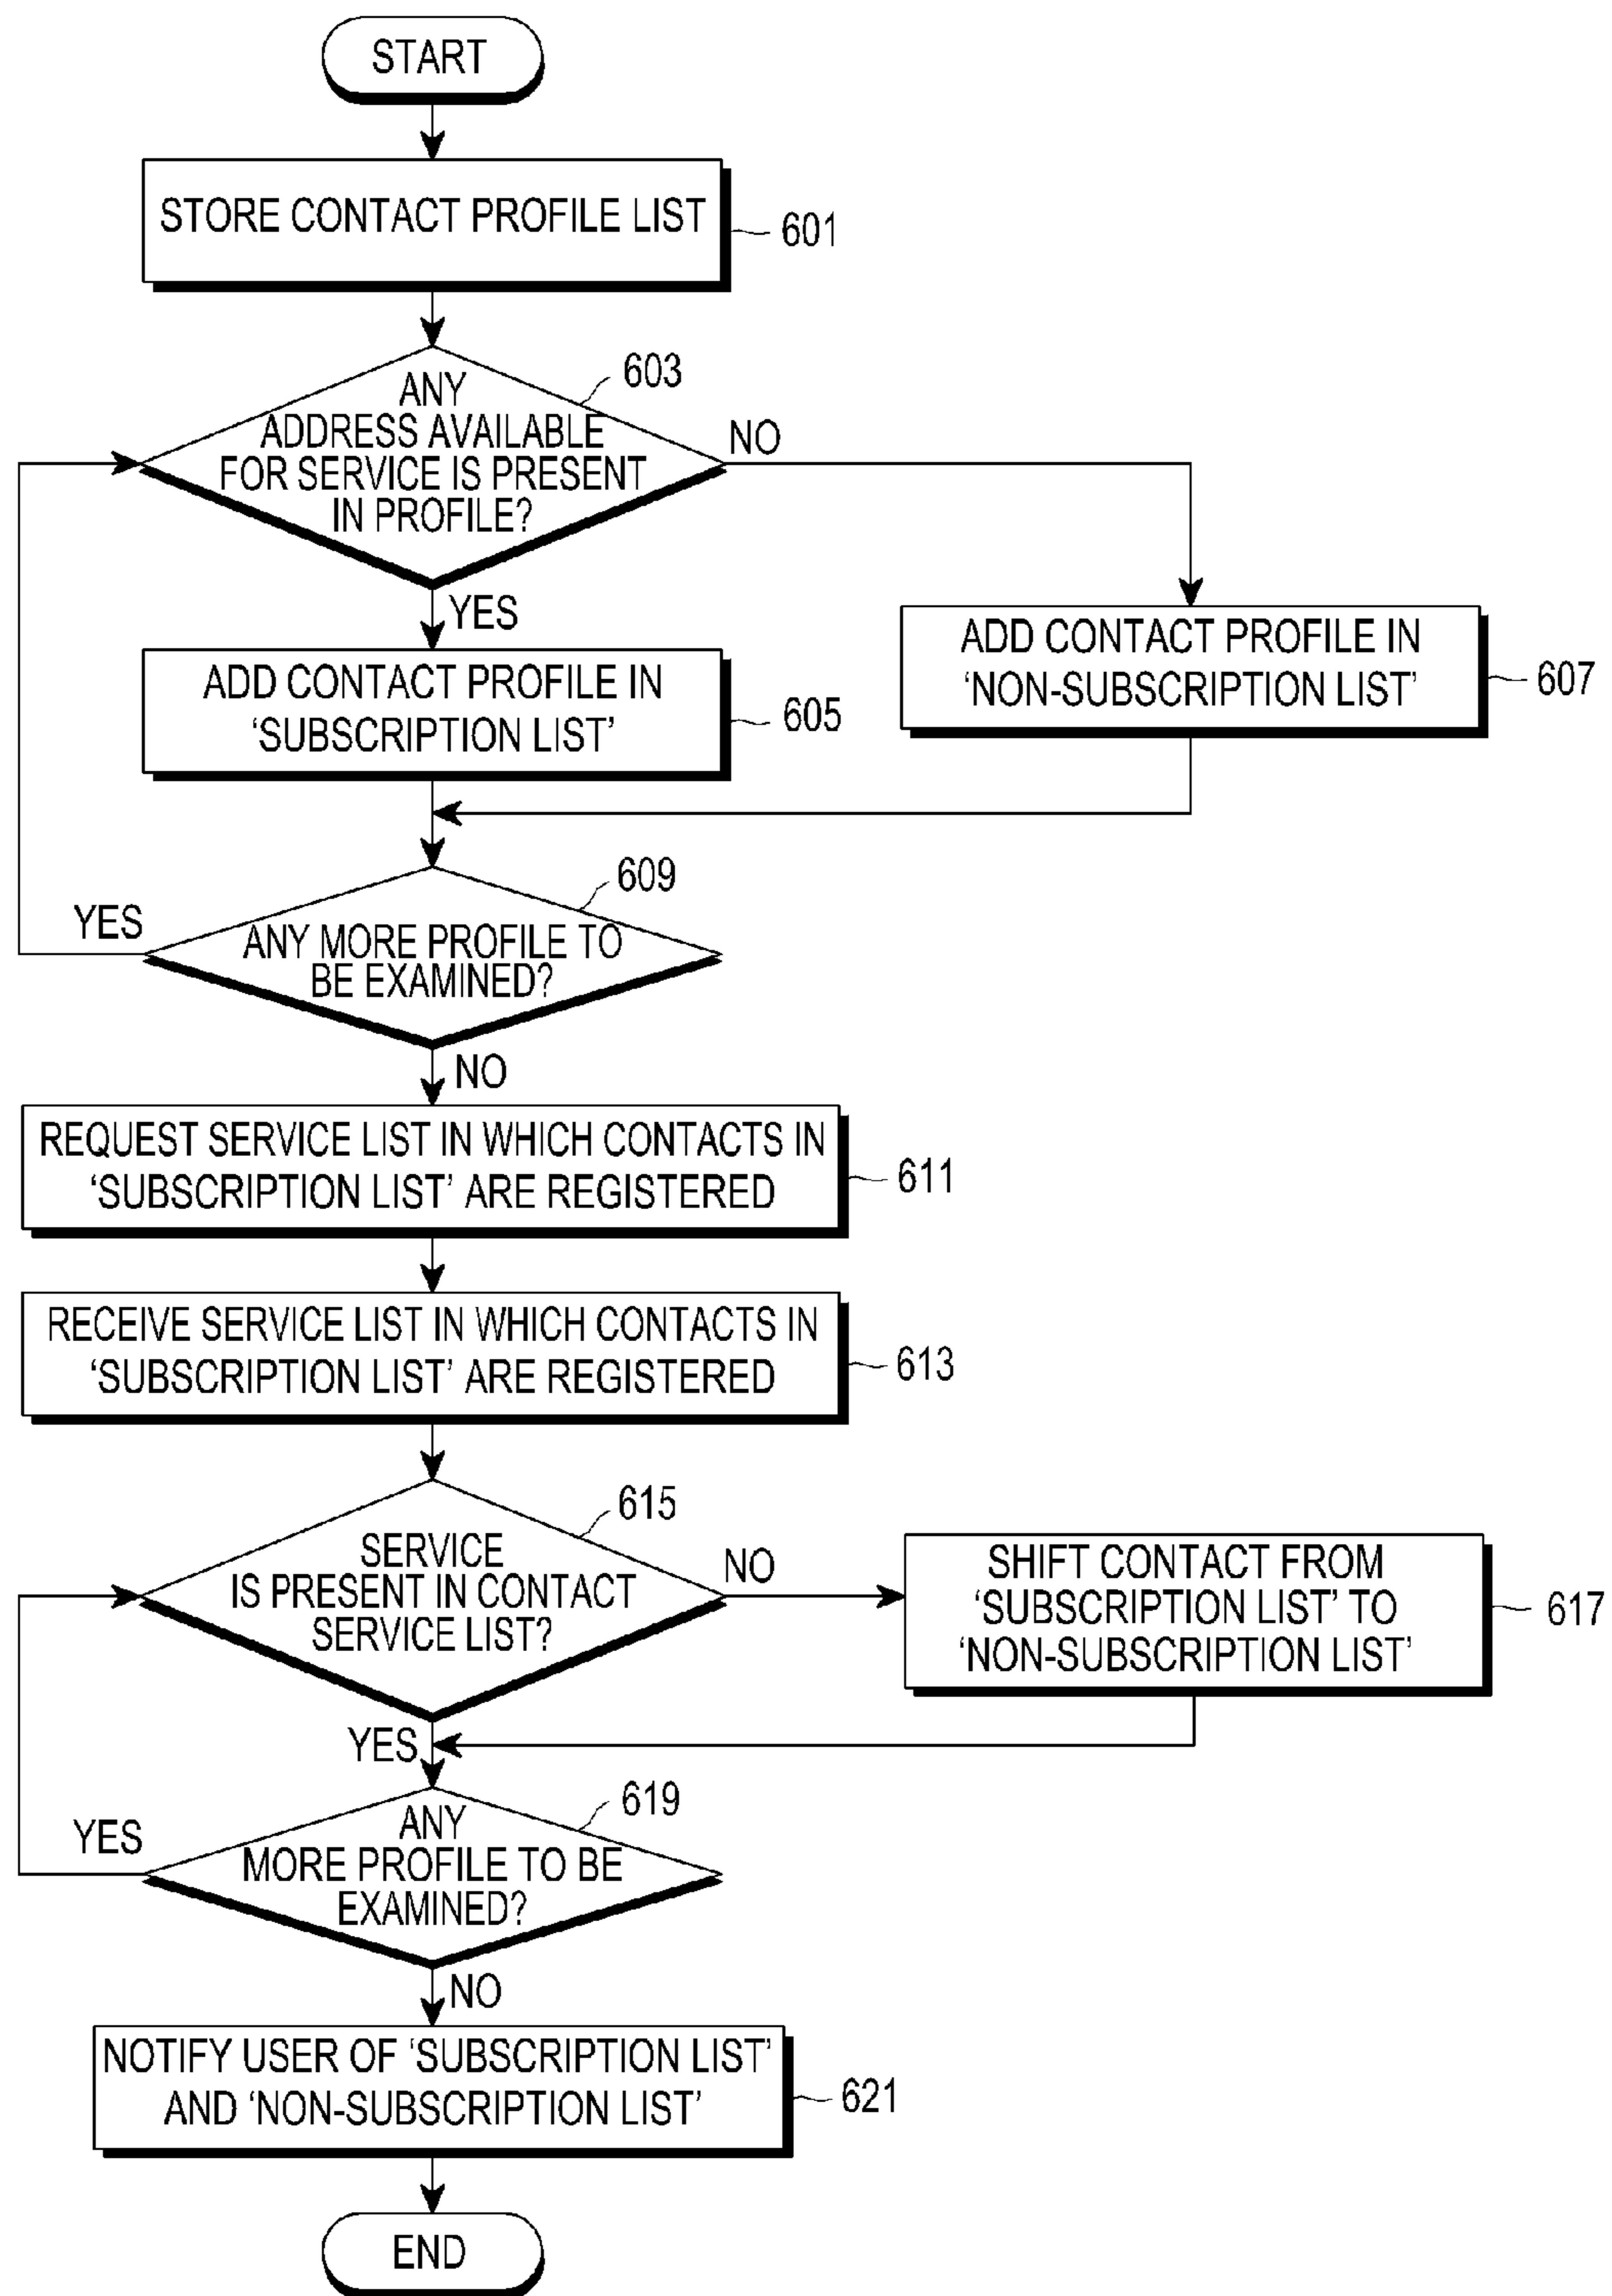 START
STORE CONTACT PROFILE LIST
601
603
ANY
ADDRESS AVAILABLE
FOR SERVICE IS PRESENT
IN PROFILE?
NO
YES
ADD CONTACT PROFILE IN
‘SUBSCRIPTION LIST’
605
ADD CONTACT PROFILE IN
‘NON-SUBSCRIPTION LIST’
607
609
YES
ANY MORE PROFILE TO
BE EXAMINED?
NO
REQUEST SERVICE LIST IN WHICH CONTACTS IN
‘SUBSCRIPTION LIST’ ARE REGISTERED
611
RECEIVE SERVICE LIST IN WHICH CONTACTS IN
‘SUBSCRIPTION LIST’ ARE REGISTERED
613
615
SERVICE
IS PRESENT IN CONTACT
SERVICE LIST?
NO
SHIFT CONTACT FROM
‘SUBSCRIPTION LIST’ TO
‘NON-SUBSCRIPTION LIST’
617
YES
619
YES
ANY
MORE PROFILE TO BE
EXAMINED?
NO
NOTIFY USER OF ‘SUBSCRIPTION LIST’
AND ‘NON-SUBSCRIPTION LIST’
621
END